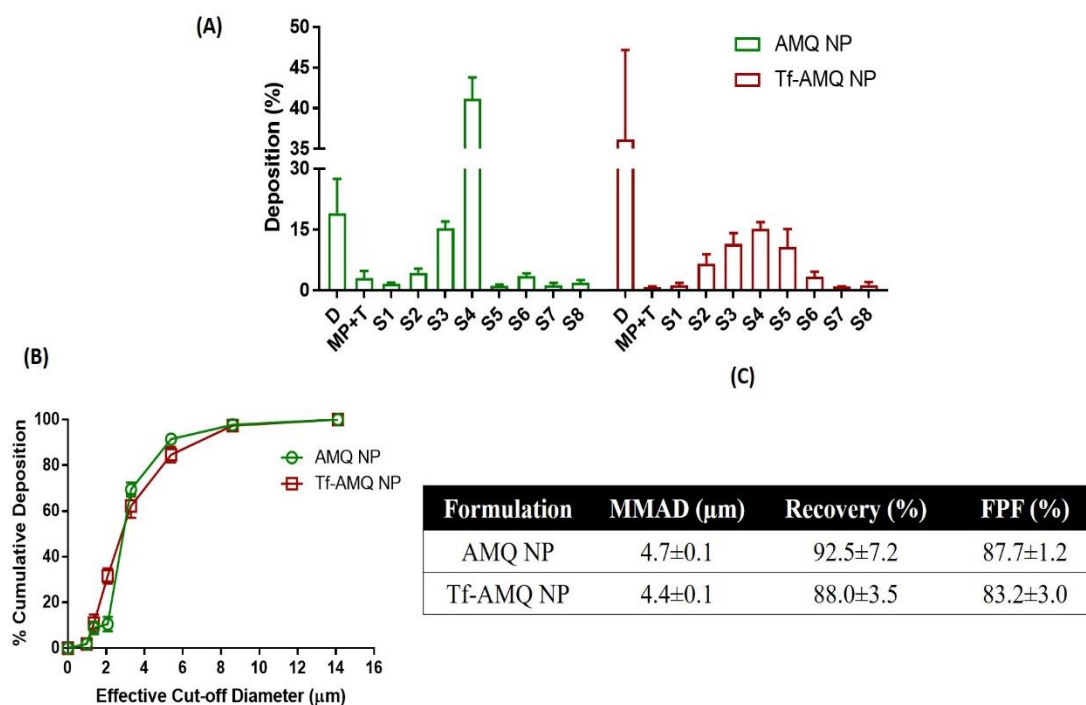 (A)
50
45
40
35
30
15
0
Deposition (%)
AMQ NP
Tf-AMQ NP
D MP+T S1 S2 S3 S4 S5 S6 S7 S8 D MP+T S1 S2 S3 S4 S5 S6 S7 S8
(B)
100
80
60
40
20
0
% Cumulative Deposition
AMQ NP
Tf-AMQ NP
0 2 4 6 8 10 12 14 16
Effective Cut-off Diameter (μm)
(C)
Formulation MMAD (μm) Recovery (%) FPF (%)
AMQ NP 4.7±0.1 92.5±7.2 87.7±1.2
Tf-AMQ NP 4.4±0.1 88.0±3.5 83.2±3.0